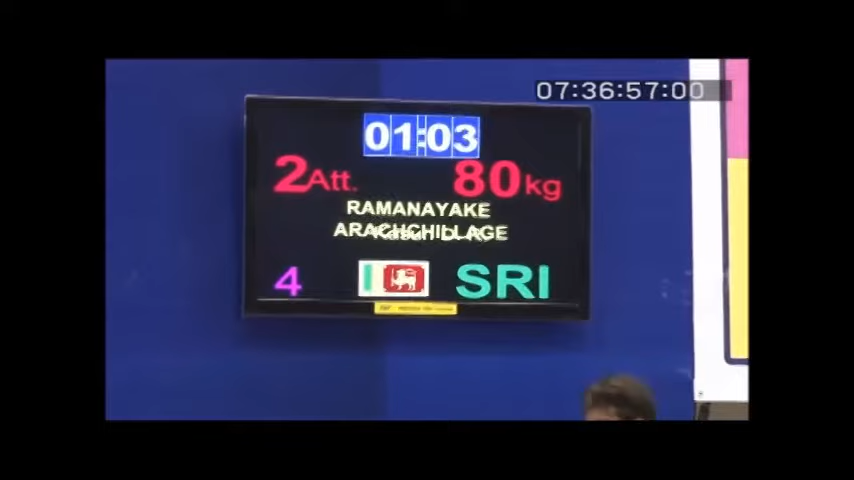 07:36:57:00
01:03
2Att. 80kg
RAMANAYAKE
ARACHCHILLAGE
4 SRI